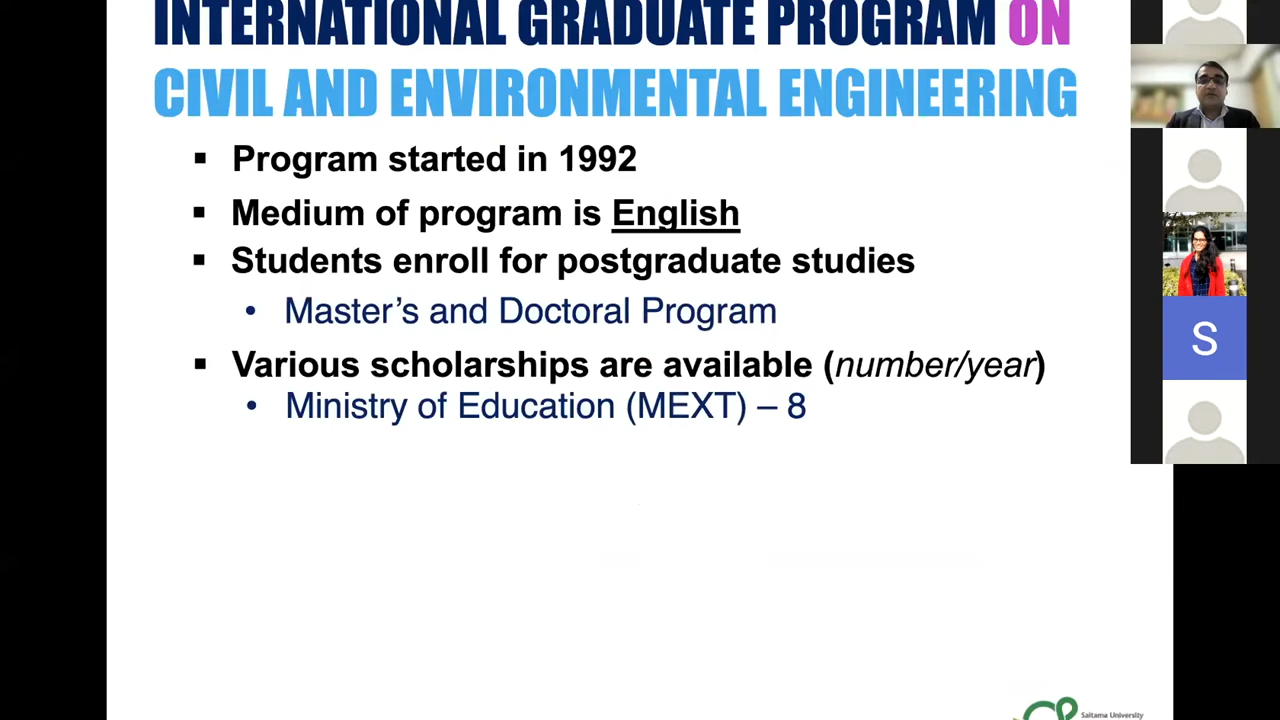 INTERNATIONAL GRADUATE PROGRAM ON
CIVIL AND ENVIRONMENTAL ENGINEERING
▪ Program started in 1992
▪ Medium of program is English
▪ Students enroll for postgraduate studies
• Master's and Doctoral Program
▪ Various scholarships are available (number/year)
• Ministry of Education (MEXT) – 8
S
Saitama University